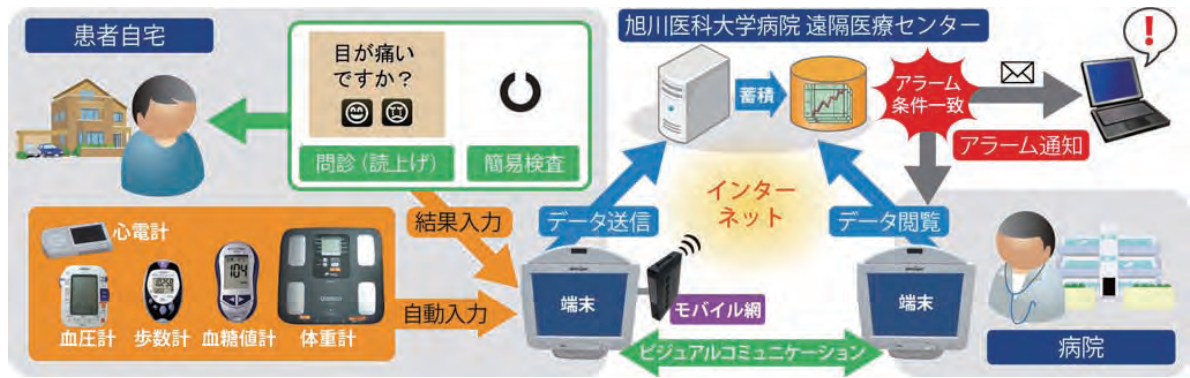 患者自宅
目が痛い
ですか？
問診（読上げ）
簡易検査
旭川医科大学病院 遠隔医療センター
蓄積
アラーム
条件一致
!
アラーム通知
結果入力
データ送信
インター
ネット
データ閲覧
心電計
104
血圧計
歩数計
血糖値計
体重計
自動入力
端末
モバイル網
端末
ビジュアルコミュニケーション
病院